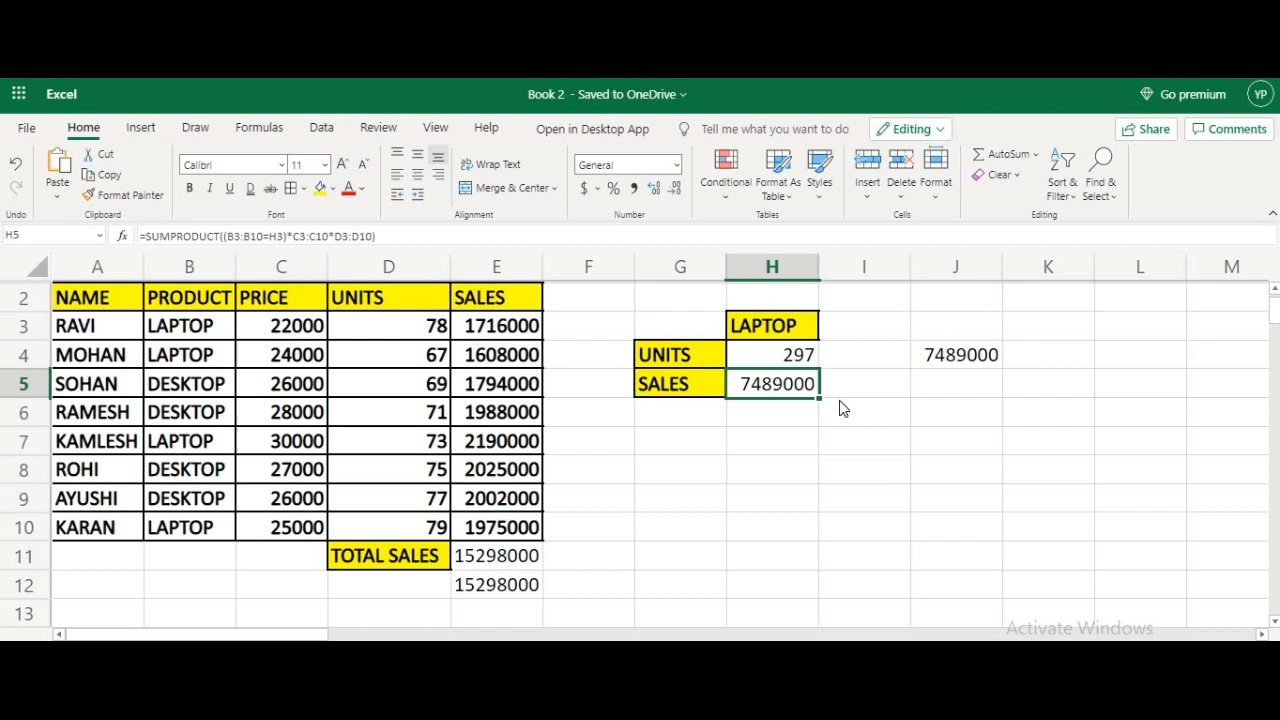 Excel
Book 2 - Saved to OneDrive
Go premium
YP
File Home Insert Draw Formulas Data Review View Help Open in Desktop App Tell me what you want to do Editing Share Comments
Paste
Cut
Copy
Format Painter
Calibri 11
B I U D ab A
Wrap Text
Merge & Center
General
$ % 9
Conditional Format As Table Styles
Insert Delete Format
AutoSum
Clear
Sort & Filter
Find & Select
Undo Clipboard Font Alignment Number Tables Cells Editing
H5 fx =SUMPRODUCT((B3:B10=H3)*C3:C10*D3:D10)
A B C D E F G H I J K L M
2 NAME PRODUCT PRICE UNITS SALES
3 RAVI LAPTOP 22000 78 1716000 LAPTOP
4 MOHAN LAPTOP 24000 67 1608000 UNITS 297 7489000
5 SOHAN DESKTOP 26000 69 1794000 SALES 7489000
6 RAMESH DESKTOP 28000 71 1988000
7 KAMLESH LAPTOP 30000 73 2190000
8 ROHI DESKTOP 27000 75 2025000
9 AYUSHI DESKTOP 26000 77 2002000
10 KARAN LAPTOP 25000 79 1975000
11 TOTAL SALES 15298000
12 15298000
13
Activate Windows